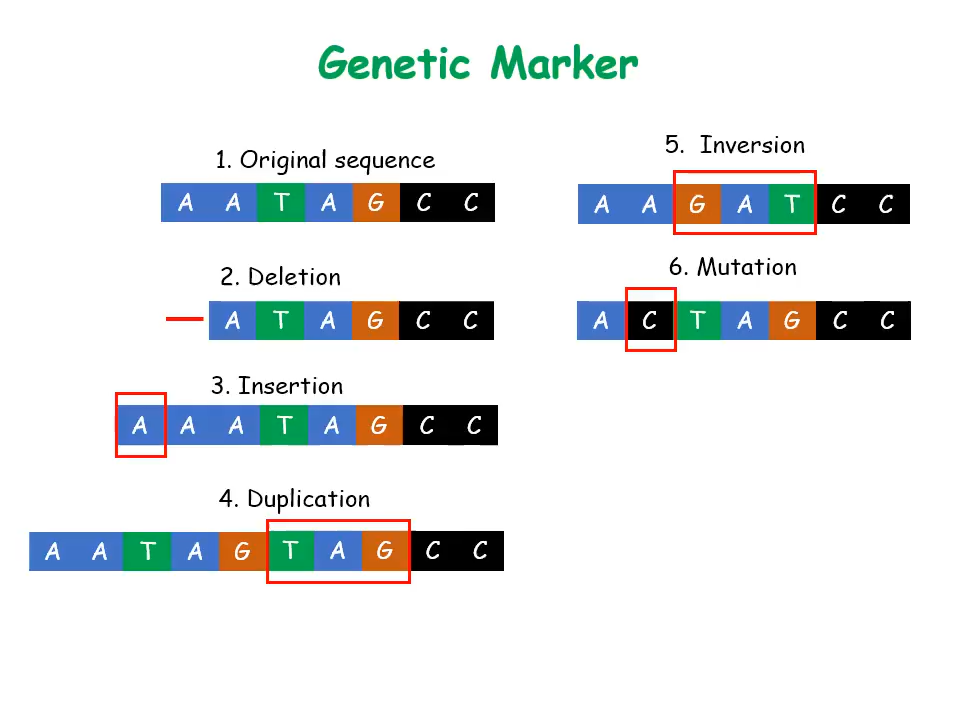 Genetic Marker
1. Original sequence
A A T A G C C
2. Deletion
A T A G C C
3. Insertion
A A A T A G C C
4. Duplication
A A T A G T A G C C
5. Inversion
A A G A T C C
6. Mutation
A C T A G C C